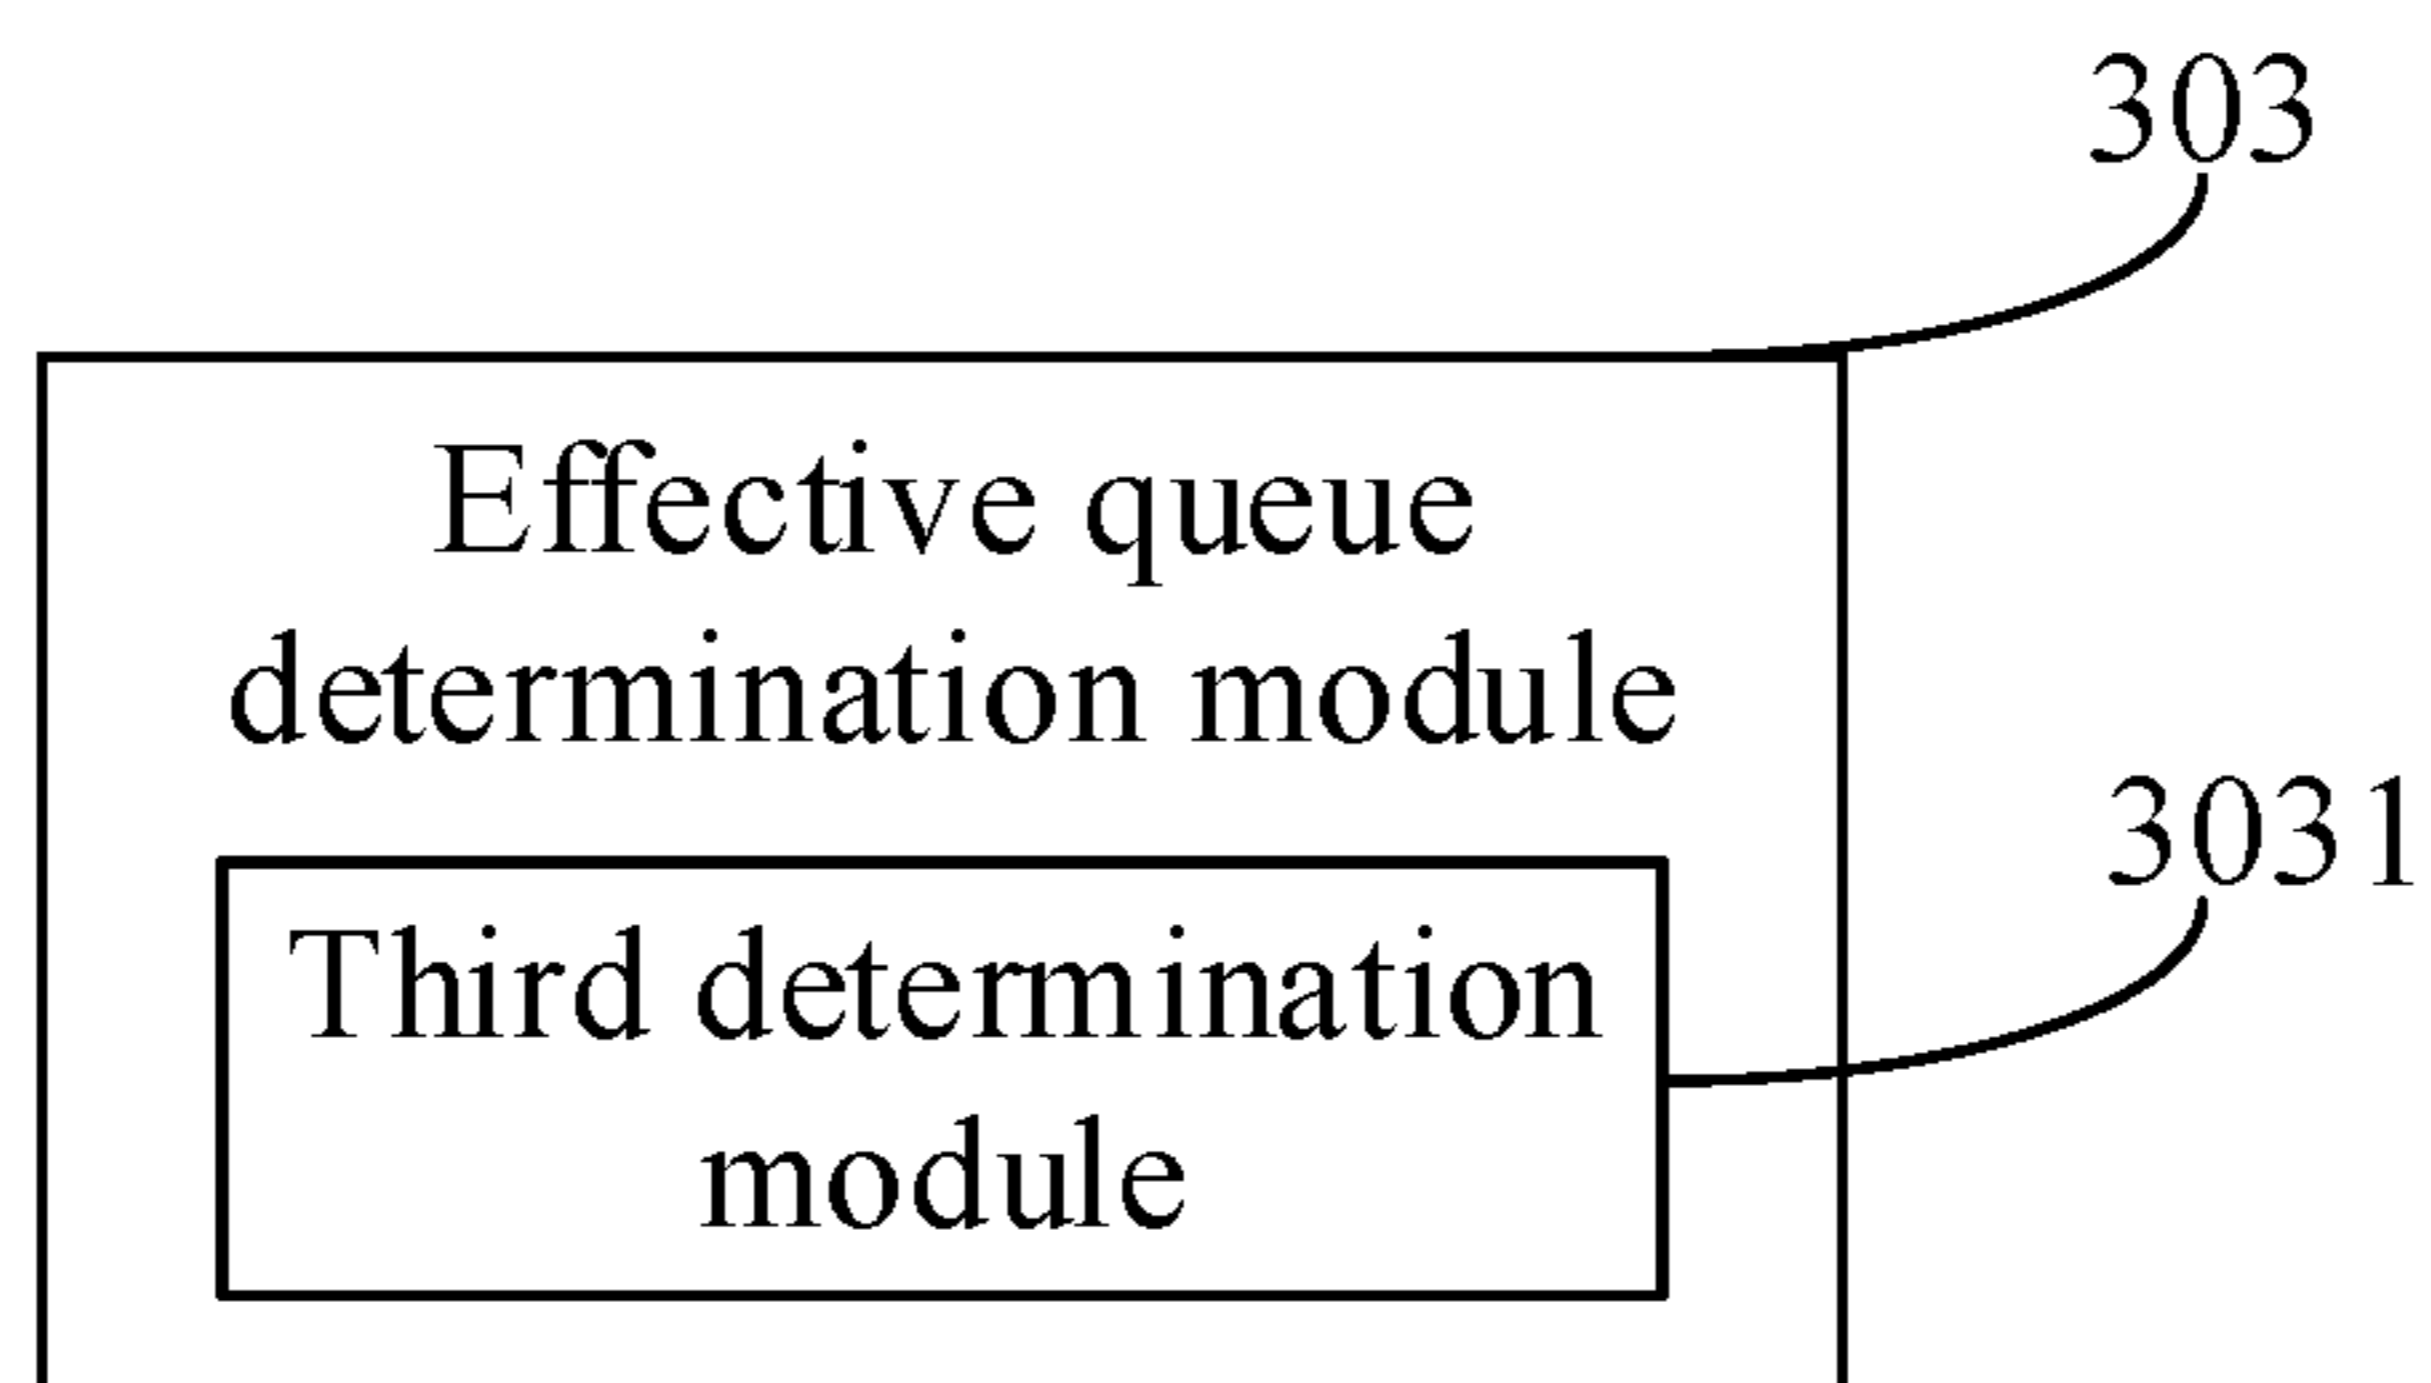 303
Effective queue
determination module
3031
Third determination
module